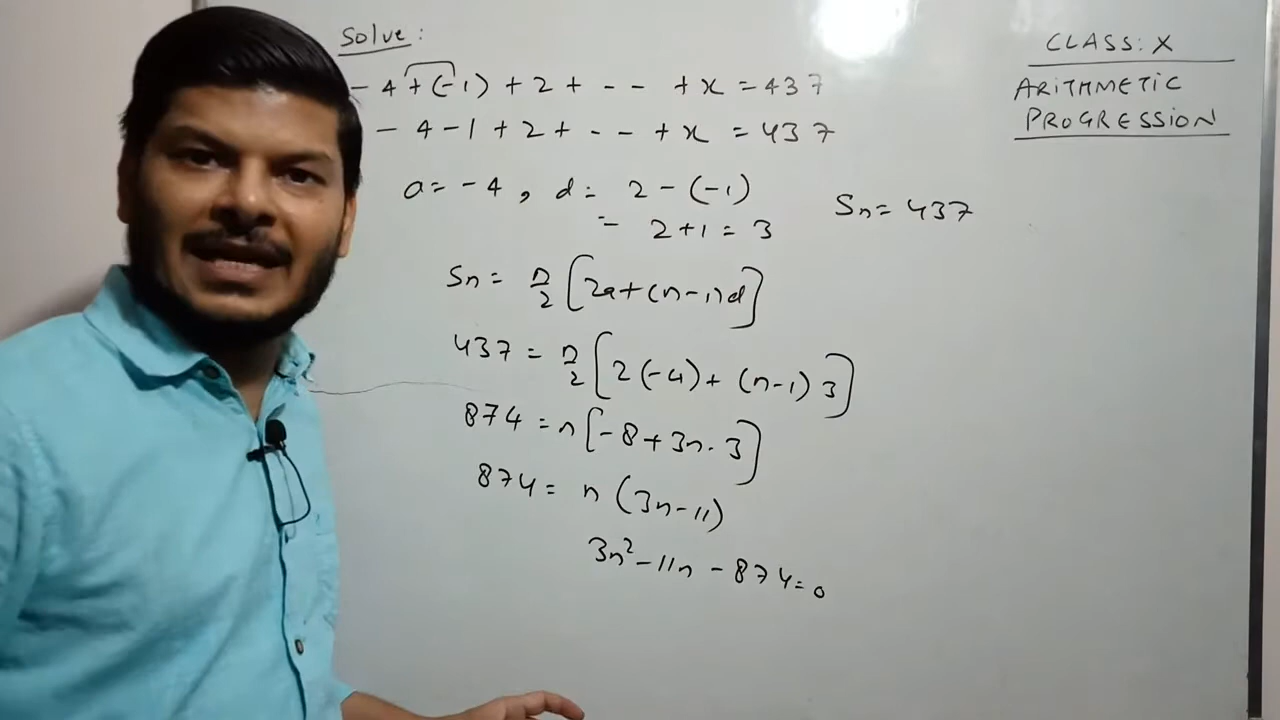 Solve :
- 4 + (-1) + 2 + - - + x = 437
- 4 - 1 + 2 + - - + x = 437
a = - 4 , d = 2 - (-1)
= 2 + 1 = 3
Sn = 437
Sn = n/2 [2a + (n - 1)d]
437 = n/2 [2(-4) + (n-1) 3]
874 = n [-8 + 3n - 3]
874 = n (3n - 11)
3n² - 11n - 874 = 0
CLASS: X
ARITHMETIC
PROGRESSION